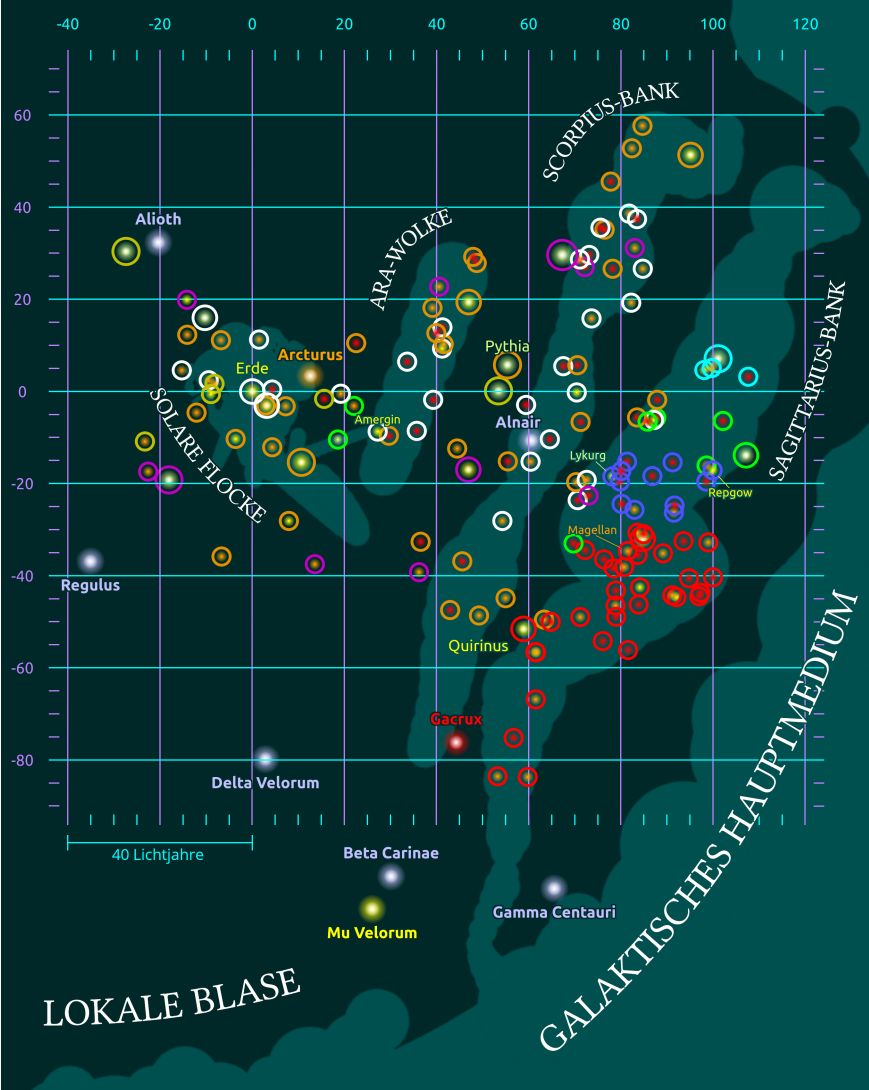 -40 -20 0 20 40 60 80 100 120
60
SCORPIUS-BANK
40
Alioth
ARA-WOLKE
20
SAGITTARIUS-BANK
Pythia
Arcturus
Erde
0
SOLARE FLOCKE
Amergin
Alnair
Lykurg
-20
Repgow
Magellan
-40
Regulus
Quirinus
-60
Gacrux
GALAKTISCHES HAUPTMEDIUM
-80
Delta Velorum
40 Lichtjahre
Beta Carinae
Gamma Centauri
Mu Velorum
LOKALE BLASE